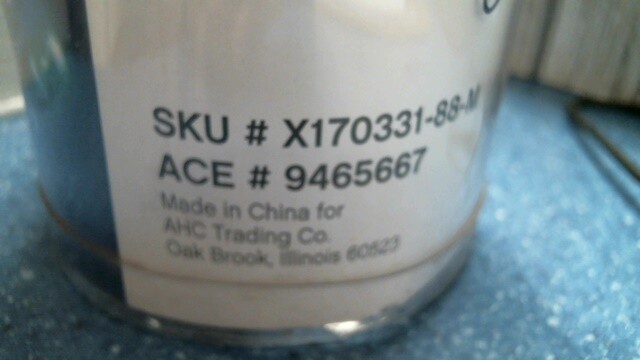 SKU # X170331-88-M
ACE # 9465667
Made in China for
AHC Trading Co.
Oak Brook, Illinois 60523